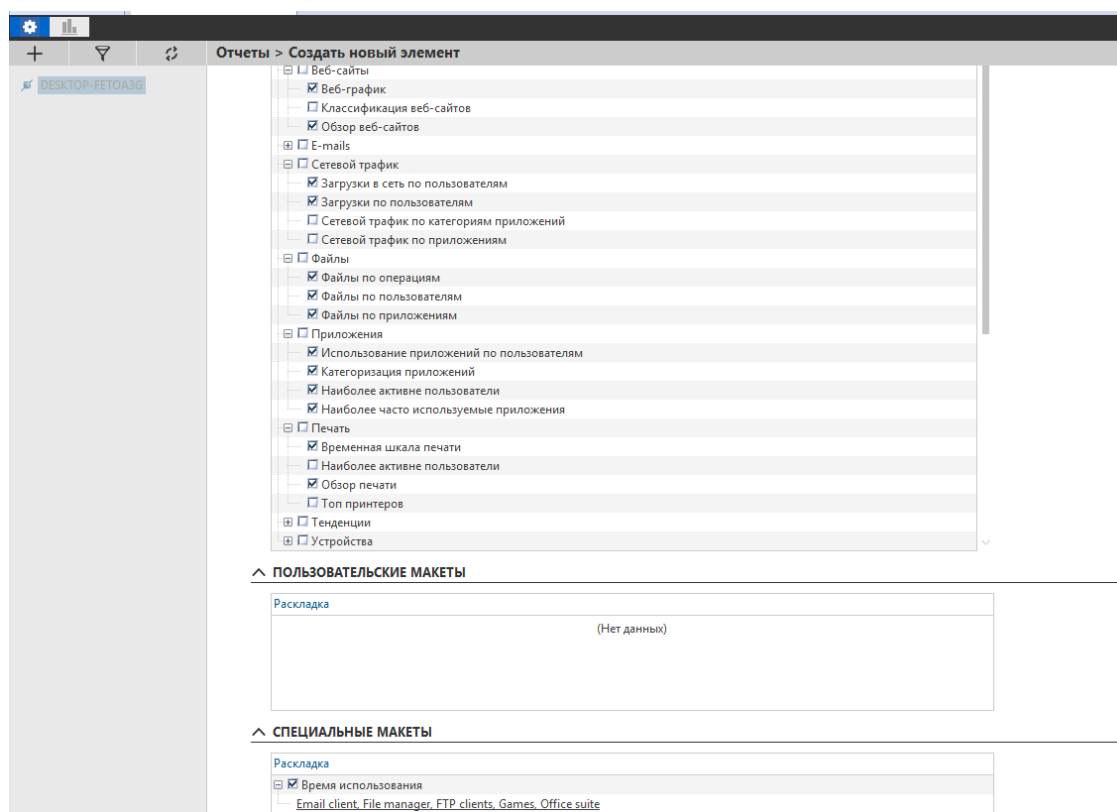 Отчеты > Создать новый элемент
DESKTOP-FETOA3G
Веб-сайты
Веб-график
Классификация веб-сайтов
Обзор веб-сайтов
E-mails
Сетевой трафик
Загрузки в сеть по пользователям
Загрузки по пользователям
Сетевой трафик по категориям приложений
Сетевой трафик по приложениям
Файлы
Файлы по операциям
Файлы по пользователям
Файлы по приложениям
Приложения
Использование приложений по пользователям
Категоризация приложений
Наиболее активне пользователи
Наиболее часто используемые приложения
Печать
Временная шкала печати
Наиболее активне пользователи
Обзор печати
Топ принтеров
Тенденции
Устройства
ПОЛЬЗОВАТЕЛЬСКИЕ МАКЕТЫ
Раскладка
(Нет данных)
СПЕЦИАЛЬНЫЕ МАКЕТЫ
Раскладка
Время использования
Email client, File manager, FTP clients, Games, Office suite